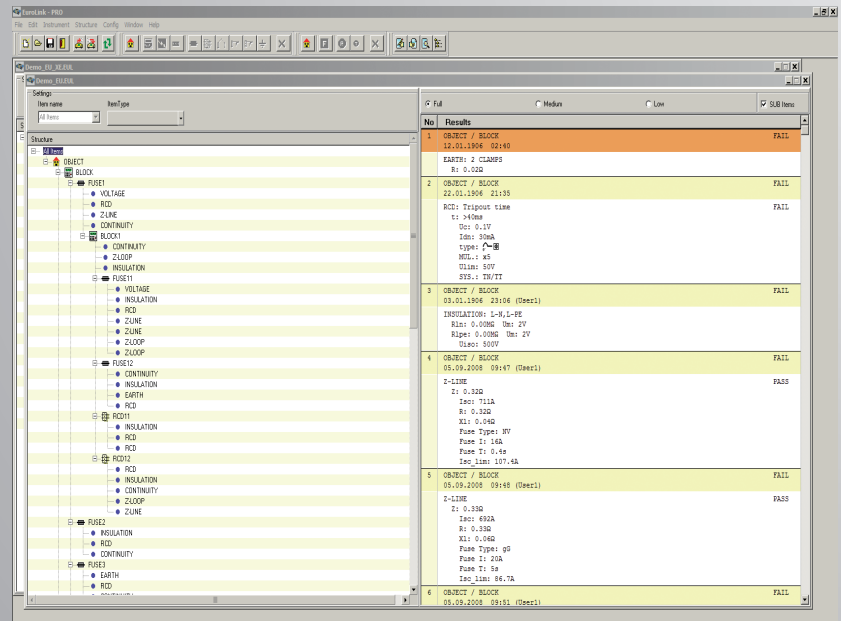 EuroLink - PRO
File Edit Instrument Structure Config Window Help
Demo_EU_XE.EUL
Demo_EU.EUL
Settings
Item name ItemType
All Items
Full Medium Low SUB Items
Structure
All Items
OBJECT
BLOCK
FUSE1
VOLTAGE
RCD
Z-LINE
CONTINUITY
BLOCK1
CONTINUITY
Z-LOOP
INSULATION
FUSE11
VOLTAGE
INSULATION
RCD
Z-LINE
Z-LINE
Z-LOOP
Z-LOOP
FUSE12
CONTINUITY
INSULATION
EARTH
RCD
RCD11
INSULATION
RCD
RCD
RCD12
RCD
INSULATION
CONTINUITY
Z-LOOP
Z-LINE
FUSE2
INSULATION
RCD
CONTINUITY
FUSE3
EARTH
RCD
No Results
1 OBJECT / BLOCK FAIL
12.01.1906 02:40
EARTH: 2 CLAMPS
R: 0.02Ω
2 OBJECT / BLOCK FAIL
22.01.1906 21:35
RCD: Tripout time FAIL
t: >40ms
Uc: 0.1V
Idn: 30mA
type:
MUL.: x5
Ulim: 50V
SYS.: TN/TT
3 OBJECT / BLOCK FAIL
03.01.1906 23:06 (User1)
INSULATION: L-N,L-PE
Rln: 0.00MΩ Um: 2V
Rlpe: 0.00MΩ Um: 2V
Uiso: 500V
4 OBJECT / BLOCK FAIL
05.09.2008 09:47 (User1)
Z-LINE PASS
Z: 0.32Ω
Isc: 711A
R: 0.32Ω
Xl: 0.04Ω
Fuse Type: NV
Fuse I: 16A
Fuse T: 0.4s
Isc_lim: 107.4A
5 OBJECT / BLOCK FAIL
05.09.2008 09:48 (User1)
Z-LINE PASS
Z: 0.33Ω
Isc: 692A
R: 0.33Ω
Xl: 0.06Ω
Fuse Type: gG
Fuse I: 20A
Fuse T: 5s
Isc_lim: 86.7A
6 OBJECT / BLOCK FAIL
05.09.2008 09:51 (User1)